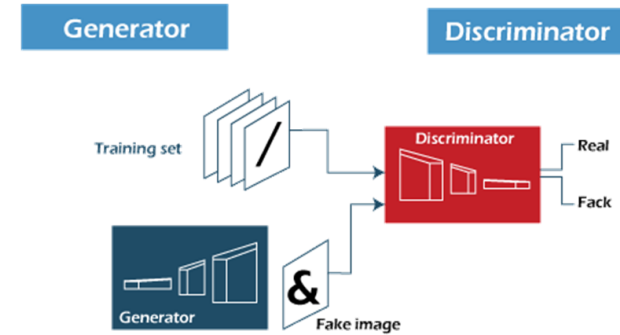 Generator
Discriminator
Training set
/
Discriminator
Real
Fack
Generator
&
Fake image